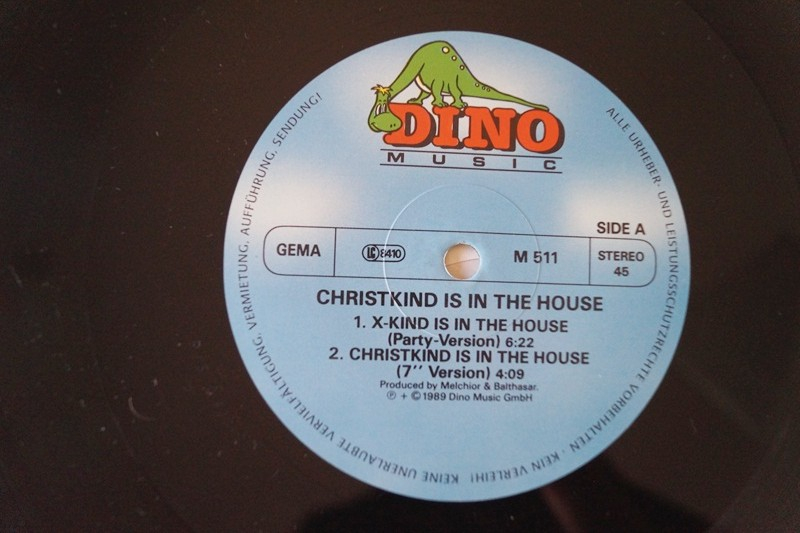 DINO
MUSIC
SIDE A
GEMA
LC 8410
M 511
STEREO
45
CHRISTKIND IS IN THE HOUSE
1. X-KIND IS IN THE HOUSE
(Party-Version) 6:22
2. CHRISTKIND IS IN THE HOUSE
(7'' Version) 4:09
Produced by Melchior & Balthasar.
℗ + © 1989 Dino Music GmbH
ALLE URHEBER- UND LEISTUNGSSCHUTZRECHTE VORBEHALTEN · KEIN VERLEIH! KEINE UNERLAUBTE VERVIELFÄLTIGUNG, VERMIETUNG, AUFFÜHRUNG, SENDUNG!